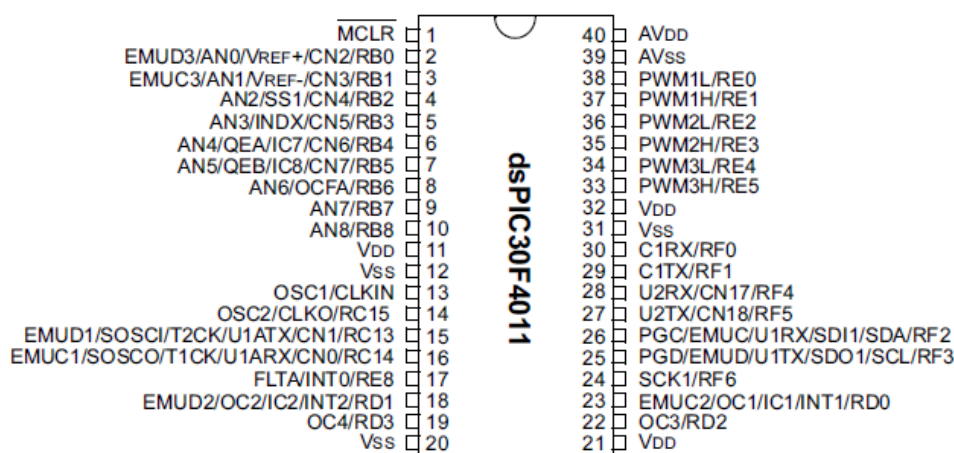 MCLR 1
EMUD3/AN0/VREF+/CN2/RB0 2
EMUC3/AN1/VREF-/CN3/RB1 3
AN2/SS1/CN4/RB2 4
AN3/INDX/CN5/RB3 5
AN4/QEA/IC7/CN6/RB4 6
AN5/QEB/IC8/CN7/RB5 7
AN6/OCFA/RB6 8
AN7/RB7 9
AN8/RB8 10
VDD 11
VSS 12
OSC1/CLKIN 13
OSC2/CLKO/RC15 14
EMUD1/SOSCI/T2CK/U1ATX/CN1/RC13 15
EMUC1/SOSCO/T1CK/U1ARX/CN0/RC14 16
FLTA/INT0/RE8 17
EMUD2/OC2/IC2/INT2/RD1 18
OC4/RD3 19
VSS 20
dsPIC30F4011
40 AVDD
39 AVSS
38 PWM1L/RE0
37 PWM1H/RE1
36 PWM2L/RE2
35 PWM2H/RE3
34 PWM3L/RE4
33 PWM3H/RE5
32 VDD
31 VSS
30 C1RX/RF0
29 C1TX/RF1
28 U2RX/CN17/RF4
27 U2TX/CN18/RF5
26 PGC/EMUC/U1RX/SDI1/SDA/RF2
25 PGD/EMUD/U1TX/SDO1/SCL/RF3
24 SCK1/RF6
23 EMUC2/OC1/IC1/INT1/RD0
22 OC3/RD2
21 VDD